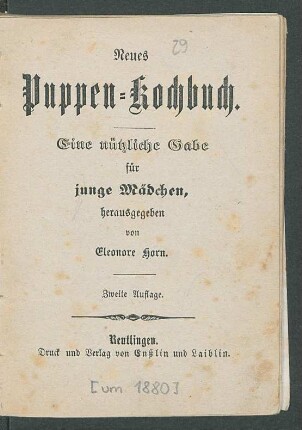 29
Neues
Puppen-Kochbuch.
Eine nützliche Gabe
für
junge Mädchen,
herausgegeben
von
Eleonore Horn.
Zweite Auflage.
Reutlingen.
Druck und Verlag von Enßlin und Laiblin.
[um 1880]